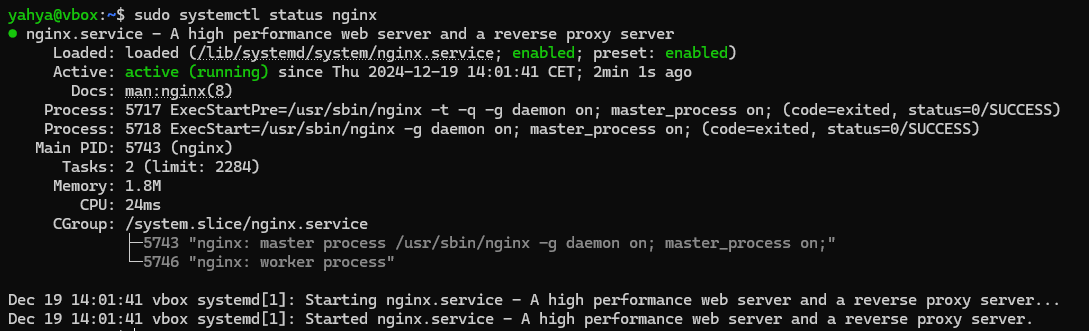 yahya@vbox:~$ sudo systemctl status nginx
● nginx.service - A high performance web server and a reverse proxy server
     Loaded: loaded (/lib/systemd/system/nginx.service; enabled; preset: enabled)
     Active: active (running) since Thu 2024-12-19 14:01:41 CET; 2min 1s ago
       Docs: man:nginx(8)
    Process: 5717 ExecStartPre=/usr/sbin/nginx -t -q -g daemon on; master_process on; (code=exited, status=0/SUCCESS)
    Process: 5718 ExecStart=/usr/sbin/nginx -g daemon on; master_process on; (code=exited, status=0/SUCCESS)
   Main PID: 5743 (nginx)
      Tasks: 2 (limit: 2284)
     Memory: 1.8M
        CPU: 24ms
     CGroup: /system.slice/nginx.service
             ├─5743 "nginx: master process /usr/sbin/nginx -g daemon on; master_process on;"
             └─5746 "nginx: worker process"

Dec 19 14:01:41 vbox systemd[1]: Starting nginx.service - A high performance web server and a reverse proxy server...
Dec 19 14:01:41 vbox systemd[1]: Started nginx.service - A high performance web server and a reverse proxy server.